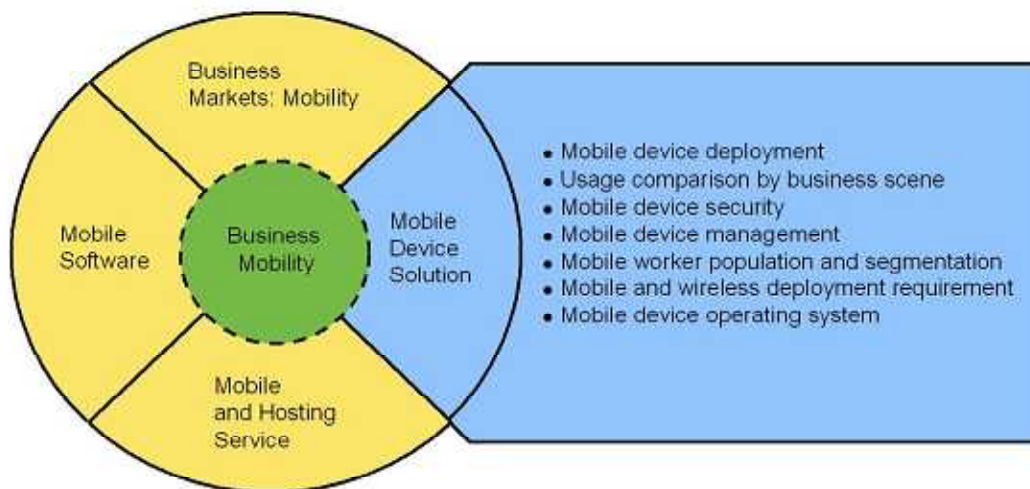 Business
Markets: Mobility
Mobile
Software
Business
Mobility
Mobile
Device
Solution
Mobile
and Hosting
Service
• Mobile device deployment
• Usage comparison by business scene
• Mobile device security
• Mobile device management
• Mobile worker population and segmentation
• Mobile and wireless deployment requirement
• Mobile device operating system